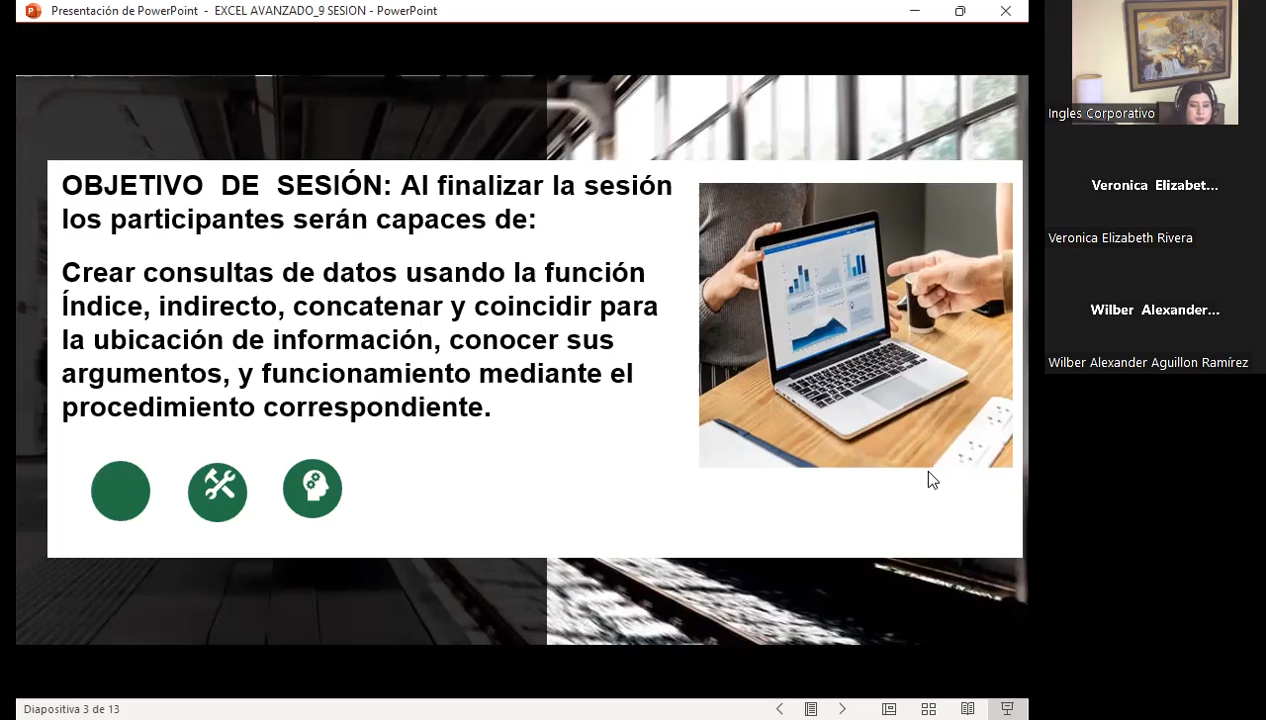 Presentación de PowerPoint - EXCEL AVANZADO_9 SESION - PowerPoint
OBJETIVO DE SESIÓN: Al finalizar la sesión
los participantes serán capaces de:
Crear consultas de datos usando la función
Índice, indirecto, concatenar y coincidir para
la ubicación de información, conocer sus
argumentos, y funcionamiento mediante el
procedimiento correspondiente.
Ingles Corporativo
Veronica Elizabet...
Veronica Elizabeth Rivera
Wilber Alexander...
Wilber Alexander Aguillon Ramírez
Diapositiva 3 de 13